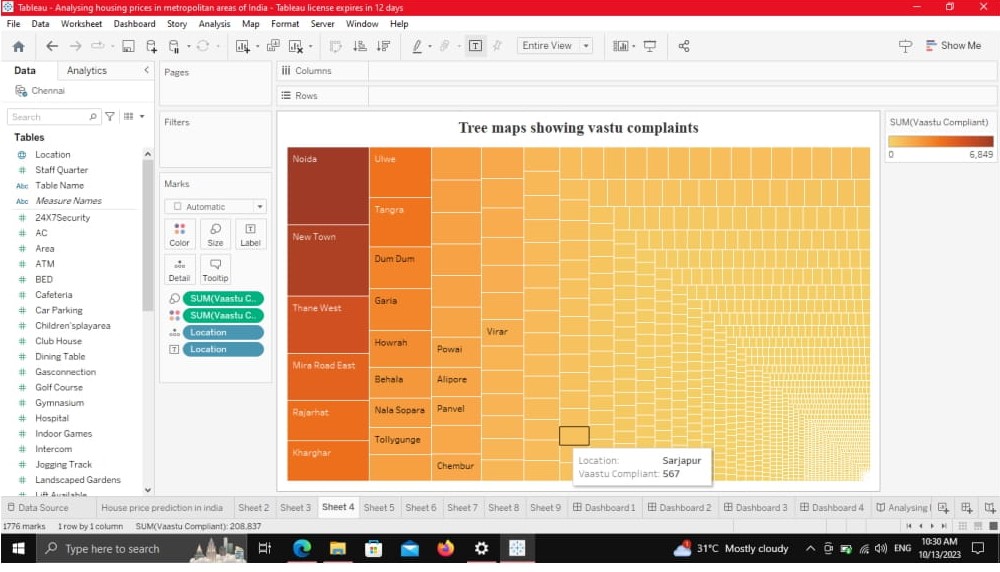 Tableau - Analysing housing prices in metropolitan areas of India - Tableau license expires in 12 days
File Data Worksheet Dashboard Story Analysis Map Format Server Window Help
Entire View
Show Me
Data Analytics
Chennai
Search
Tables
Location
Staff Quarter
Abc Table Name
Abc Measure Names
24X7Security
AC
Area
ATM
BED
Cafeteria
Car Parking
Children'splayarea
Club House
Dining Table
Gasconnection
Golf Course
Gymnasium
Hospital
Indoor Games
Intercom
Jogging Track
Landscaped Gardens
Lift Available
Pages
Filters
Marks
Automatic
Color Size Label
Detail Tooltip
SUM(Vaastu C..
SUM(Vaastu C..
Location
Location
Columns
Rows
Tree maps showing vastu complaints
Noida
New Town
Thane West
Mira Road East
Rajarhat
Kharghar
Ulwe
Tangra
Dum Dum
Garia
Howrah
Behala
Nala Sopara
Tollygunge
Powai
Alipore
Panvel
Chembur
Virar
Location: Sarjapur
Vaastu Compliant: 567
SUM(Vaastu Compliant)
0 6,849
Data Source House price prediction in india Sheet 2 Sheet 3 Sheet 4 Sheet 5 Sheet 6 Sheet 7 Sheet 8 Sheet 9 Dashboard 1 Dashboard 2 Dashboard 3 Dashboard 4 Analysing
1776 marks 1 row by 1 column SUM(Vaastu Compliant): 208,837
Type here to search
31°C Mostly cloudy
ENG
10:30 AM
10/13/2023